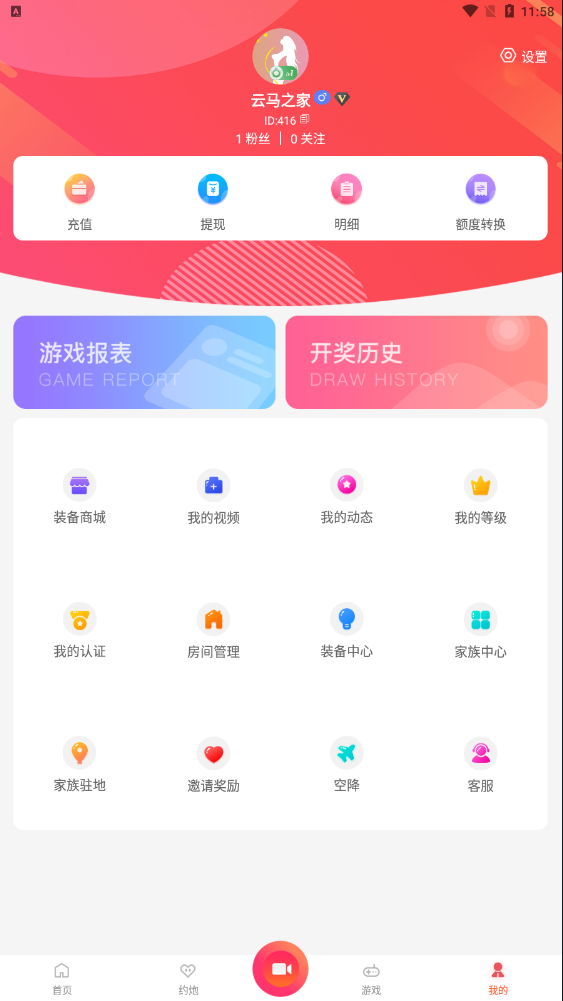 11:58
设置
云马之家
ID:416
1 粉丝 | 0 关注
充值 提现 明细 额度转换
游戏报表 开奖历史
GAME REPORT DRAW HISTORY
装备商城 我的视频 我的动态 我的等级
我的认证 房间管理 装备中心 家族中心
家族驻地 邀请奖励 空降 客服
首页 约炮 游戏 我的